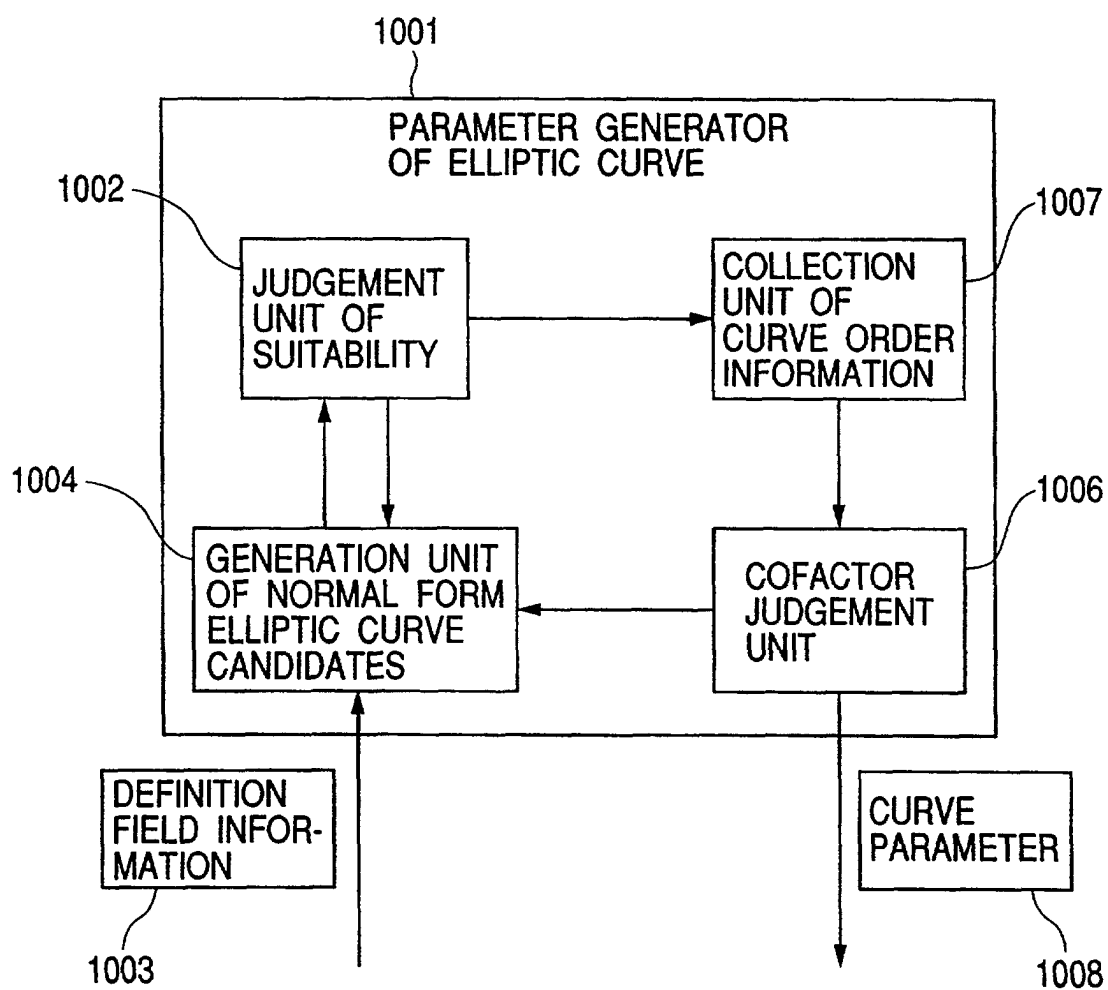 1001
PARAMETER GENERATOR
OF ELLIPTIC CURVE
1002
JUDGEMENT
UNIT OF
SUITABILITY
1007
COLLECTION
UNIT OF
CURVE ORDER
INFORMATION
1004
GENERATION UNIT
OF NORMAL FORM
ELLIPTIC CURVE
CANDIDATES
1006
COFACTOR
JUDGEMENT
UNIT
DEFINITION
FIELD INFOR-
MATION
1003
CURVE
PARAMETER
1008